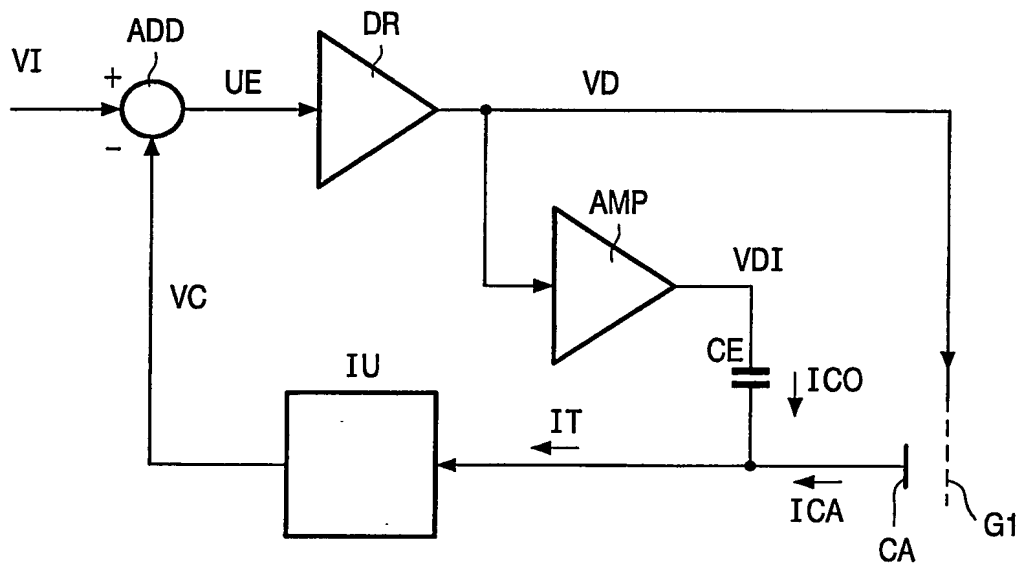 ADD
DR
VI
+
UE
VD
-
AMP
VDI
VC
CE
ICO
IU
IT
ICA
G1
CA